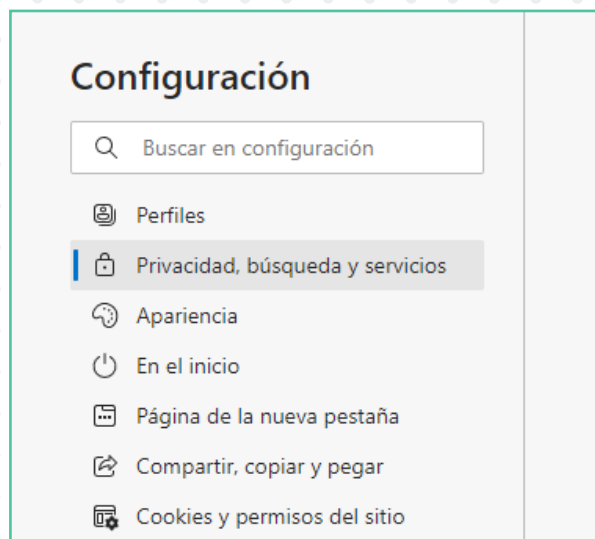 Configuración
Buscar en configuración
Perfiles
Privacidad, búsqueda y servicios
Apariencia
En el inicio
Página de la nueva pestaña
Compartir, copiar y pegar
Cookies y permisos del sitio